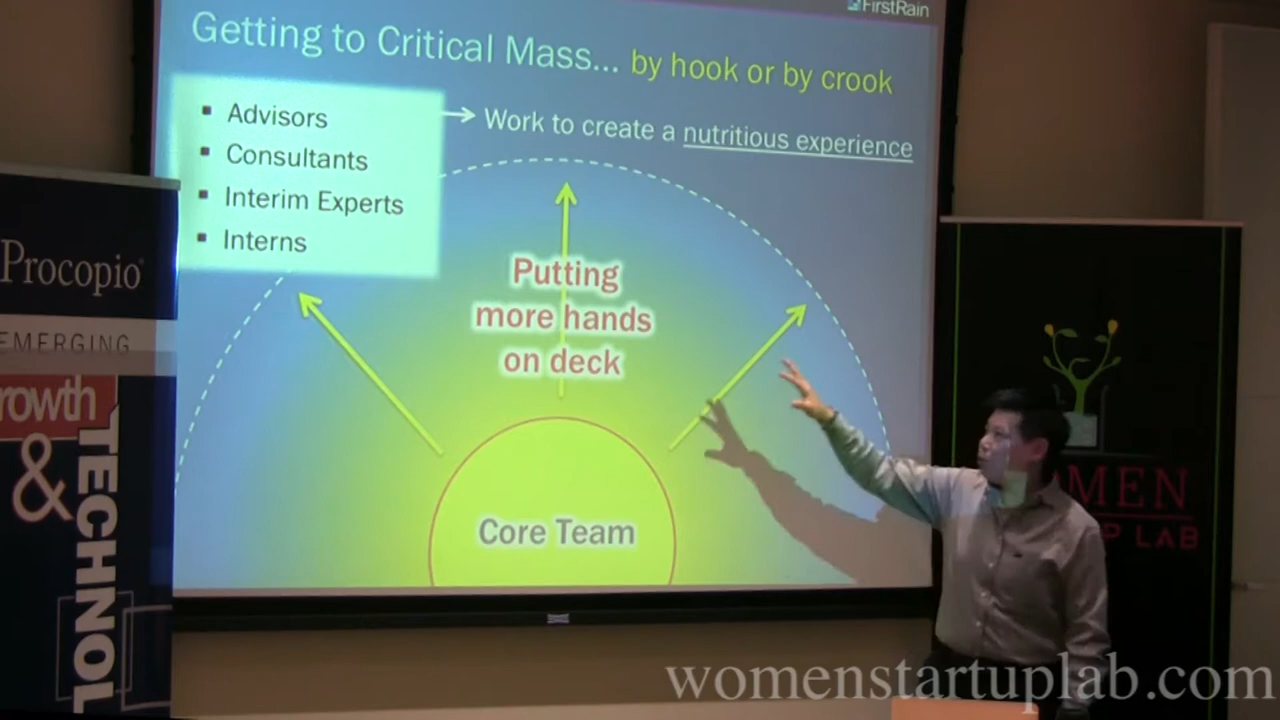 FirstRain
Getting to Critical Mass... by hook or by crook
▪ Advisors
▪ Consultants
▪ Interim Experts
▪ Interns
Work to create a nutritious experience
Putting
more hands
on deck
Core Team
Procopio
EMERGING
rowth
&
TECHNOL
MEN
P LAB
womenstartuplab.com